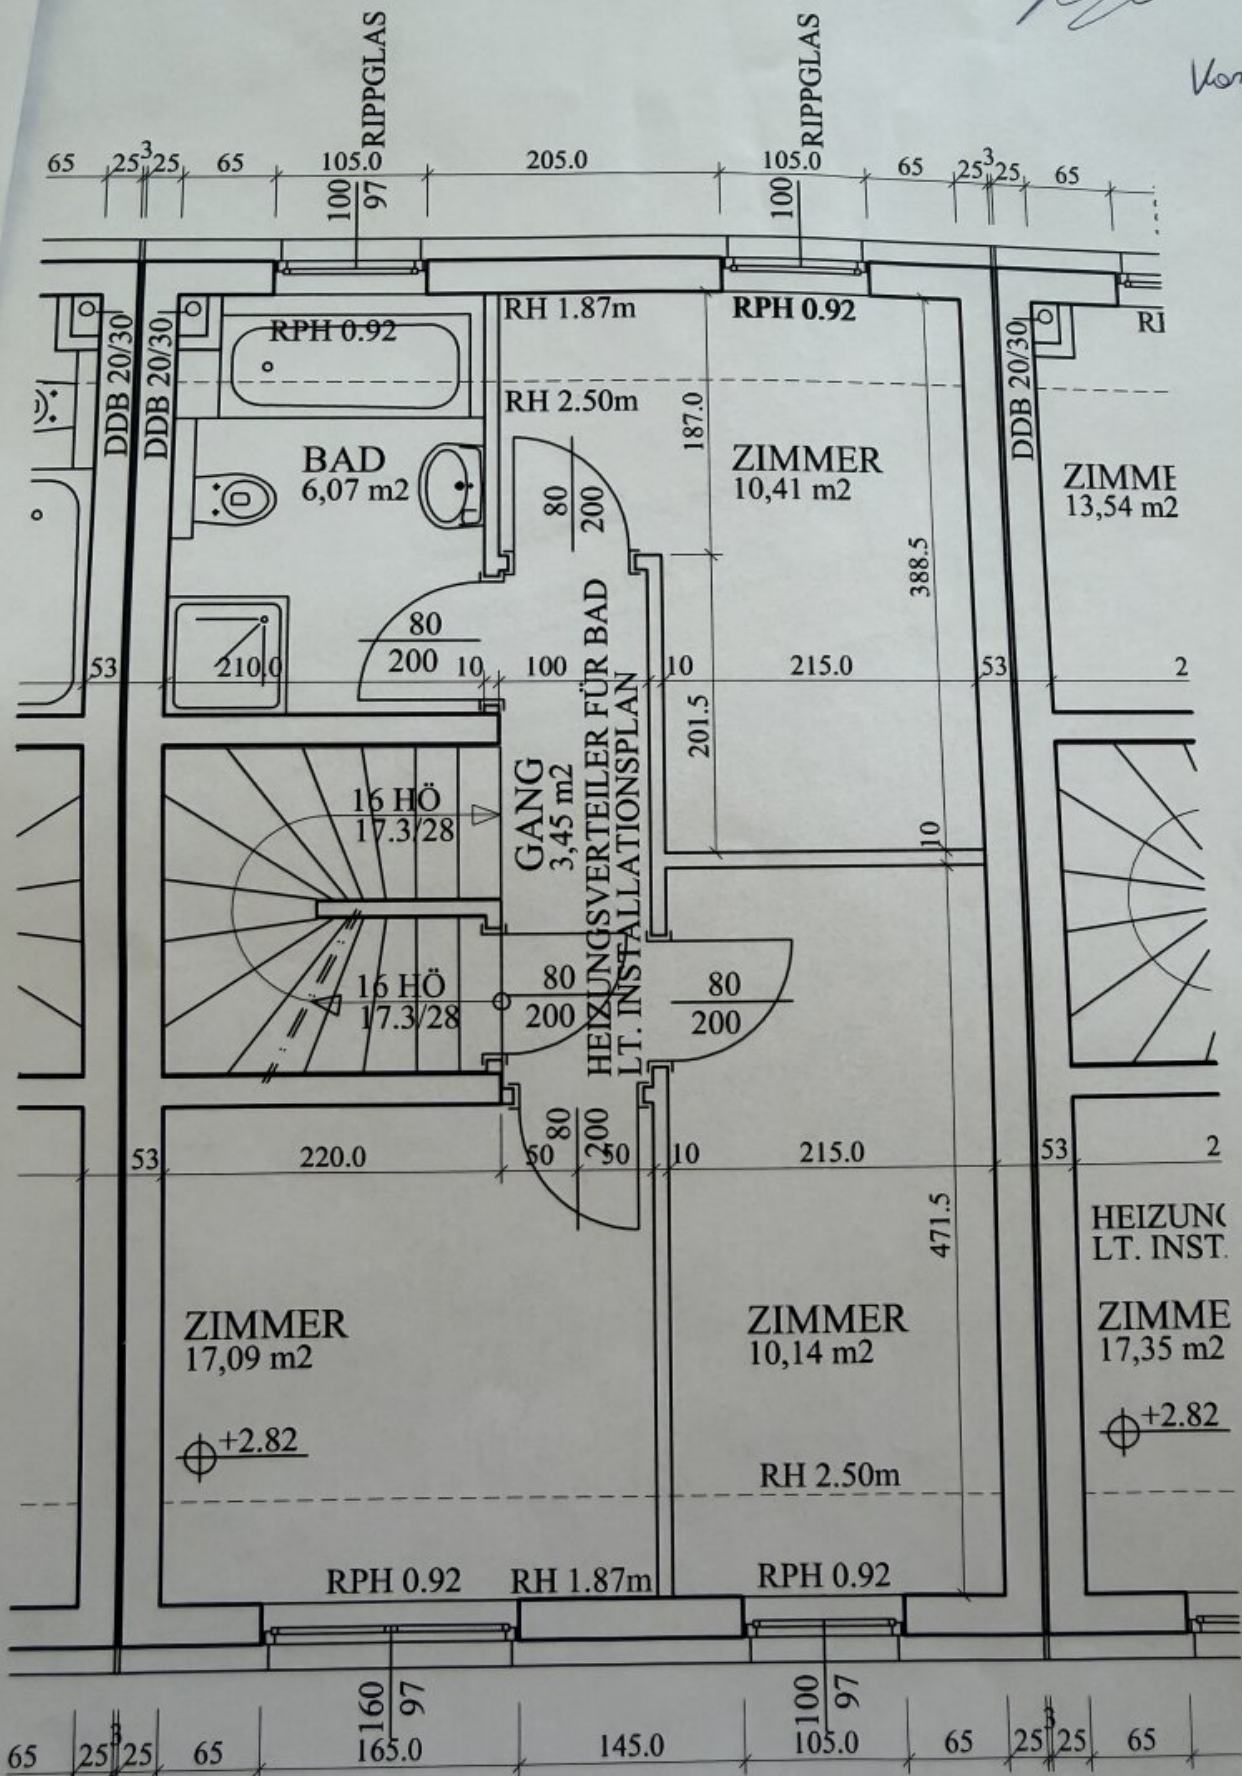 RIPPGLAS
RIPPGLAS
65
25
3
25
65
105.0
205.0
105.0
65
25
3
25
65
100
97
100
DDB 20/30
DDB 20/30
RPH 0.92
RH 1.87m
RPH 0.92
DDB 20/30
RH 2.50m
187.0
BAD
6,07 m2
80
200
ZIMMER
10,41 m2
ZIMME
13,54 m2
388.5
80
200
53
210.0
10
100
10
215.0
53
2
201.5
GANG
3,45 m2
HEIZUNGSVERTEILER FÜR BAD
LT. INSTALLATIONSPLAN
16 HÖ
17.3/28
10
16 HÖ
17.3/28
80
200
80
200
80
200
53
220.0
50
50
10
215.0
53
2
471.5
HEIZUN
LT. INST.
ZIMMER
17,09 m2
ZIMMER
10,14 m2
ZIMME
17,35 m2
+2.82
+2.82
RH 2.50m
RPH 0.92
RH 1.87m
RPH 0.92
160
97
100
97
65
25
3
25
65
165.0
145.0
105.0
65
25
3
25
65